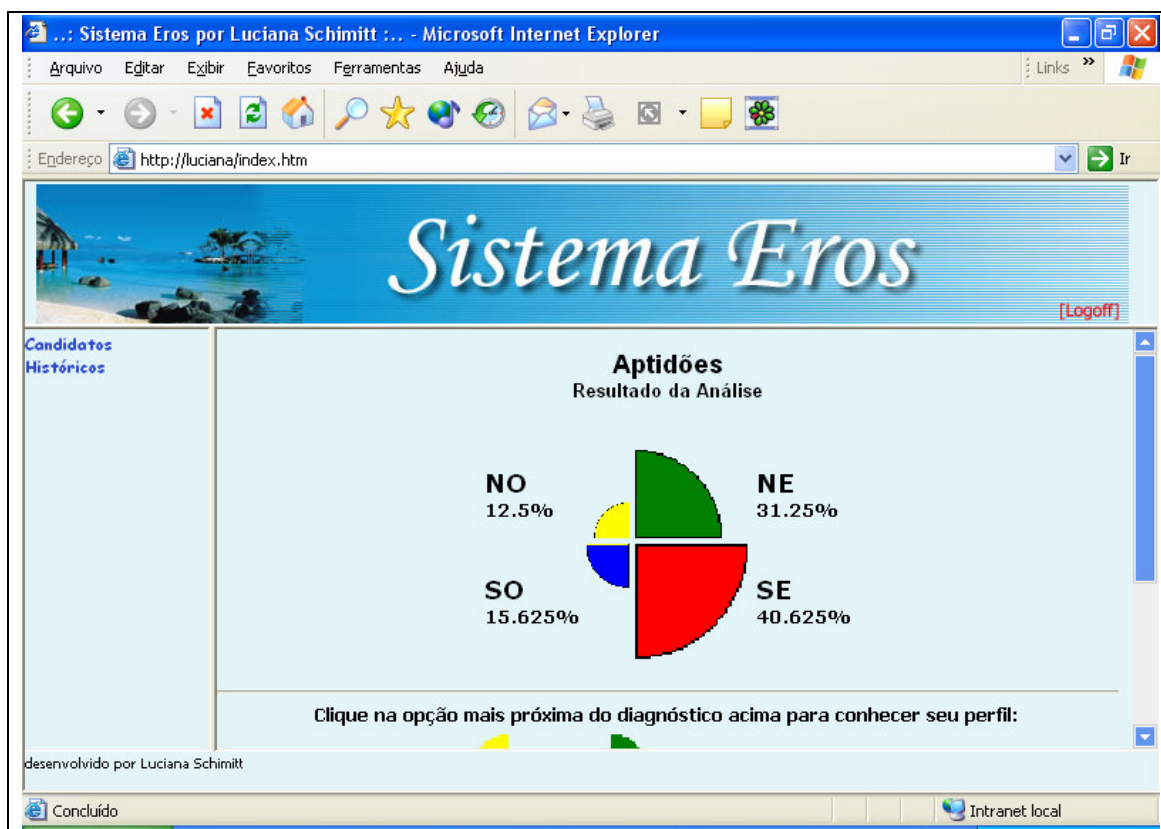 ..: Sistema Eros por Luciana Schimitt :.. - Microsoft Internet Explorer
Arquivo Editar Exibir Favoritos Ferramentas Ajuda Links »
Endereço http://luciana/index.htm Ir
Sistema Eros
[Logoff]
Candidatos
Históricos
Aptidões
Resultado da Análise
NO NE
12.5% 31.25%
SO SE
15.625% 40.625%
Clique na opção mais próxima do diagnóstico acima para conhecer seu perfil:
desenvolvido por Luciana Schimitt
Concluído Intranet local